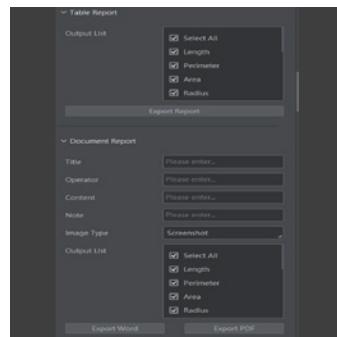 Table Report
Output List
Select All
Length
Perimeter
Area
Radius
Export Report
Document Report
Title Please enter...
Operator Please enter...
Content Please enter...
Note Please enter...
Image Type Screenshot
Output List
Select All
Length
Perimeter
Area
Radius
Export Word Export PDF